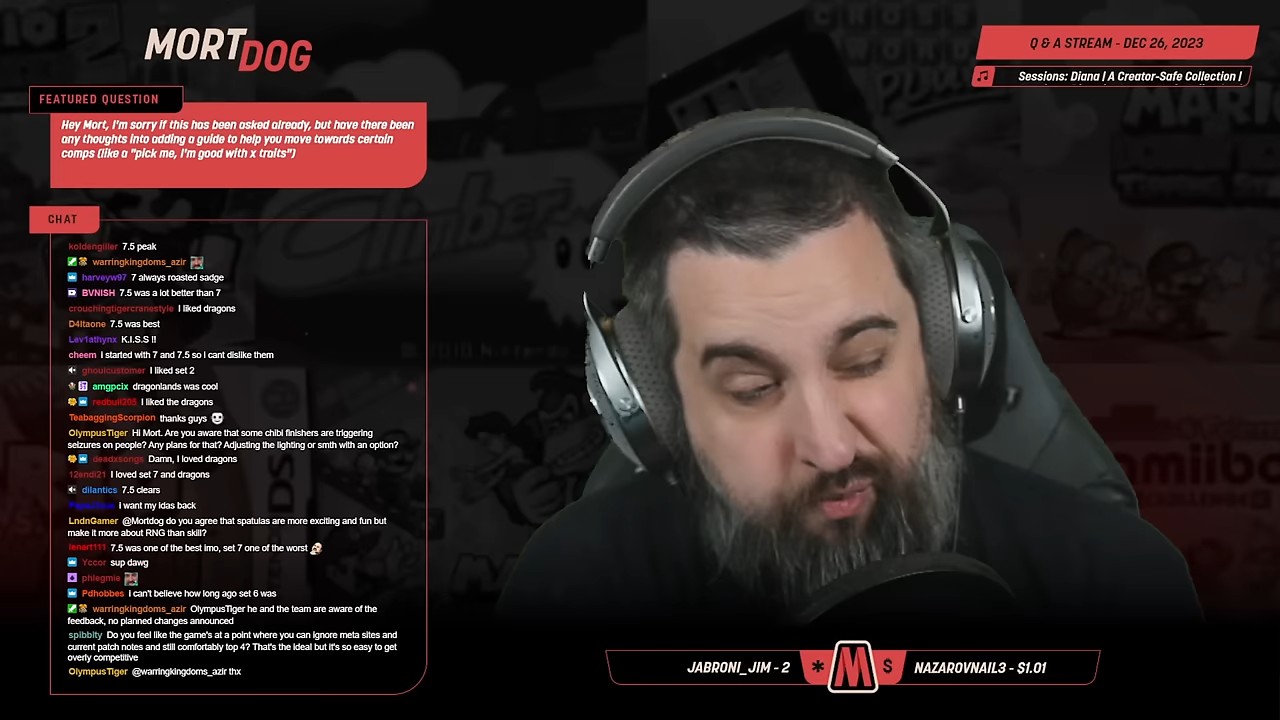 MORTDOG
Q & A STREAM - DEC 26, 2023
Sessions: Diana | A Creator-Safe Collection |
FEATURED QUESTION
Hey Mort, I'm sorry if this has been asked already, but have there been
any thoughts into adding a guide to help you move towards certain
comps (like a "pick me, I'm good with x traits")
CHAT
koldengiller 7.5 peak
warringkingdoms_azir
harveyw97 7 always roasted sadge
BVNISH 7.5 was a lot better than 7
crouchingtigercranestyle I liked dragons
D4ltaone 7.5 was best
Lev1athynx K.I.S.S !!
cheem I started with 7 and 7.5 so i cant dislike them
ghoulcustomer I liked set 2
amgpcix dragonlands was cool
redbull205 I liked the dragons
TeabaggingScorpion thanks guys
OlympusTiger Hi Mort. Are you aware that some chibi finishers are triggering
seizures on people? Any plans for that? Adjusting the lighting or smth with an option?
deadxsongs Damn, I loved dragons
12endi21 I loved set 7 and dragons
dilantics 7.5 clears
I want my idas back
LndnGamer @Mortdog do you agree that spatulas are more exciting and fun but
make it more about RNG than skill?
lenart111 7.5 was one of the best imo, set 7 one of the worst
Yccor sup dawg
phlegmie
Pdhobbes I can't believe how long ago set 6 was
warringkingdoms_azir OlympusTiger he and the team are aware of the
feedback, no planned changes announced
spibbity Do you feel like the game's at a point where you can ignore meta sites and
current patch notes and still comfortably top 4? That's the ideal but it's so easy to get
overly competitive
OlympusTiger @warringkingdoms_azir thx
JABRONI_JIM - 2
* M $
NAZAROVNAIL3 - $1.01
CROSS
WORD
Climber
MARIO
DS
amiibo